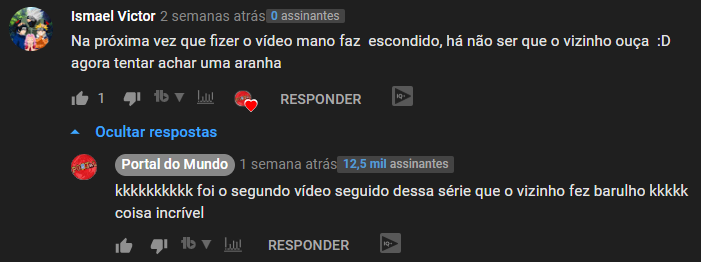 Ismael Victor 2 semanas atrás 0 assinantes
Na próxima vez que fizer o vídeo mano faz escondido, há não ser que o vizinho ouça :D
agora tentar achar uma aranha
1 RESPONDER IQ+
Ocultar respostas
Portal do Mundo 1 semana atrás 12,5 mil assinantes
kkkkkkkkkk foi o segundo vídeo seguido dessa série que o vizinho fez barulho kkkkk
coisa incrível
RESPONDER IQ+